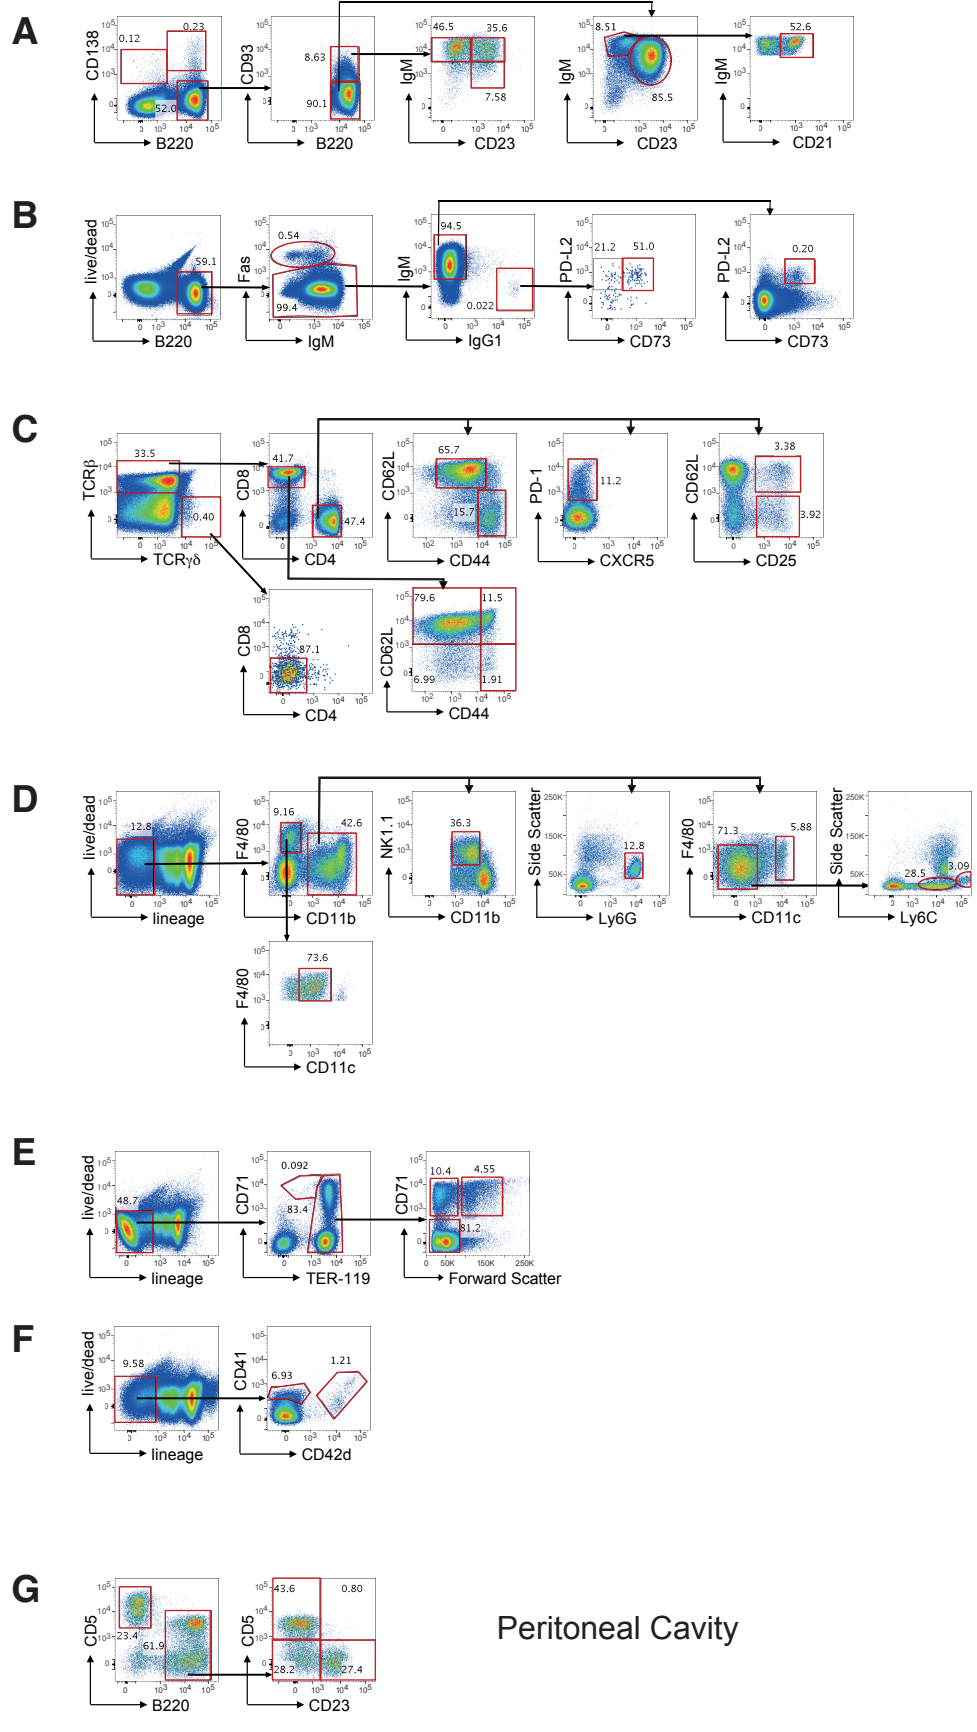 A
CD138
0.12
0.23
52.0
B220
CD93
8.63
90.1
B220
IgM
46.5
35.6
7.58
CD23
IgM
8.51
85.5
CD23
IgM
52.6
CD21
B
live/dead
59.1
B220
Fas
0.54
99.4
IgM
IgM
94.5
0.022
IgG1
PD-L2
21.2
51.0
CD73
PD-L2
0.20
CD73
C
TCRβ
33.5
0.40
TCRγδ
CD8
41.7
47.4
CD4
CD62L
65.7
15.7
CD44
PD-1
11.2
CXCR5
CD62L
3.38
3.92
CD25
CD8
87.1
CD4
CD62L
79.6
11.5
6.99
1.91
CD44
D
live/dead
12.8
lineage
F4/80
9.16
42.6
CD11b
NK1.1
36.3
CD11b
Side Scatter
250K
150K
50K
12.8
Ly6G
F4/80
71.3
5.88
CD11c
Side Scatter
250K
150K
50K
28.5
3.09
Ly6C
F4/80
73.6
CD11c
E
live/dead
48.7
lineage
CD71
0.092
83.4
TER-119
CD71
10.4
4.55
81.2
0 50K 150K 250K
Forward Scatter
F
live/dead
9.58
lineage
CD41
6.93
1.21
CD42d
G
CD5
23.4
61.9
B220
CD5
43.6
0.80
28.2
27.4
CD23
Peritoneal Cavity